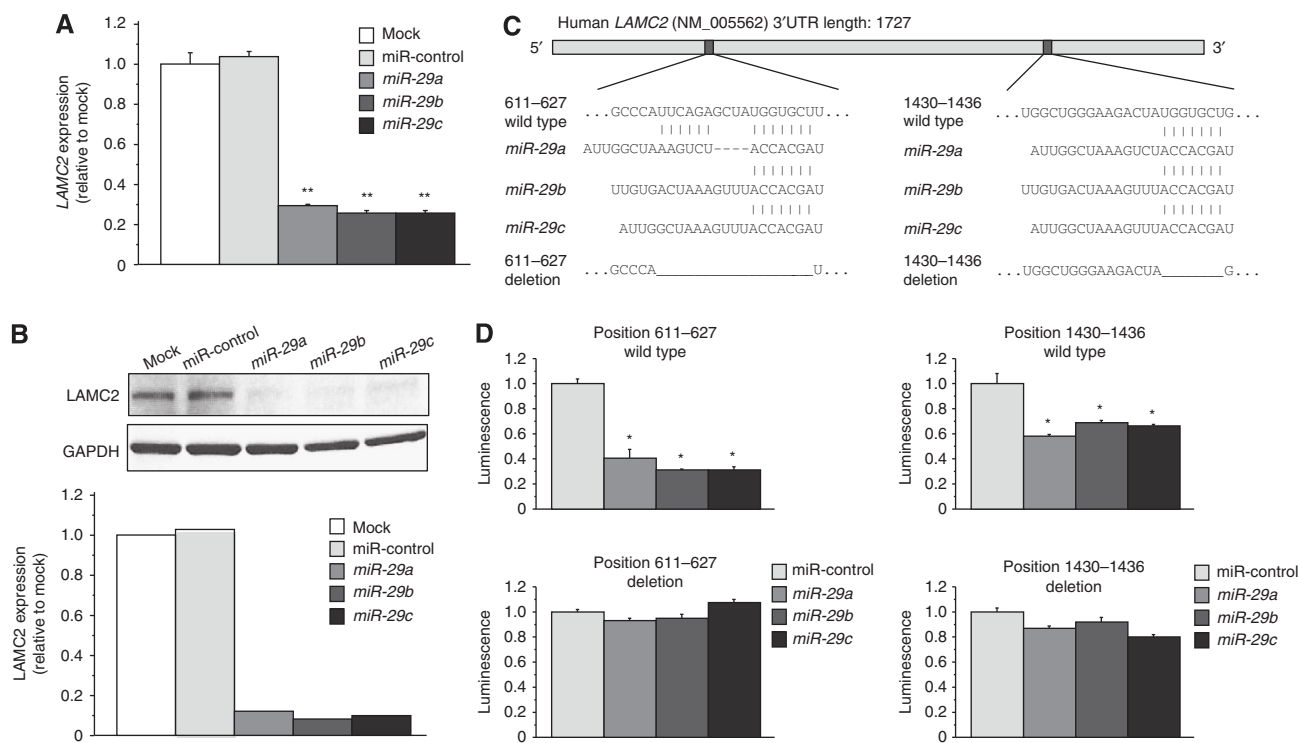 A
1.2
1.0
0.8
0.6
0.4
0.2
0
LAMC2 expression
(relative to mock)
** ** **
Mock
miR-control
miR-29a
miR-29b
miR-29c
B
Mock
miR-control
miR-29a
miR-29b
miR-29c
LAMC2
GAPDH
1.2
1.0
0.8
0.6
0.4
0.2
0
LAMC2 expression
(relative to mock)
Mock
miR-control
miR-29a
miR-29b
miR-29c
C
Human LAMC2 (NM_005562) 3′UTR length: 1727
5′ 3′
611–627
wild type
...GCCCAUUCAGAGCUAUGGUGCUU...
miR-29a AUUGGCUAAAGUCU----ACCACGAU
miR-29b UUGUGACUAAAGUUUACCACGAU
miR-29c AUUGGCUAAAGUUUACCACGAU
611–627
deletion
...GCCCA________________U...
1430–1436
wild type
...UGGCUGGGAAGACUAUGGUGCUG...
miR-29a AUUGGCUAAAGUCUACCACGAU
miR-29b UUGUGACUAAAGUUUACCACGAU
miR-29c AUUGGCUAAAGUUUACCACGAU
1430–1436
deletion
...UGGCUGGGAAGACUA_______G...
D
Position 611–627
wild type
1.2
1.0
0.8
0.6
0.4
0.2
0
Luminescence
* * *
Position 1430–1436
wild type
1.2
1.0
0.8
0.6
0.4
0.2
0
Luminescence
* * *
Position 611–627
deletion
1.2
1.0
0.8
0.6
0.4
0.2
0
Luminescence
miR-control
miR-29a
miR-29b
miR-29c
Position 1430–1436
deletion
1.2
1.0
0.8
0.6
0.4
0.2
0
Luminescence
miR-control
miR-29a
miR-29b
miR-29c